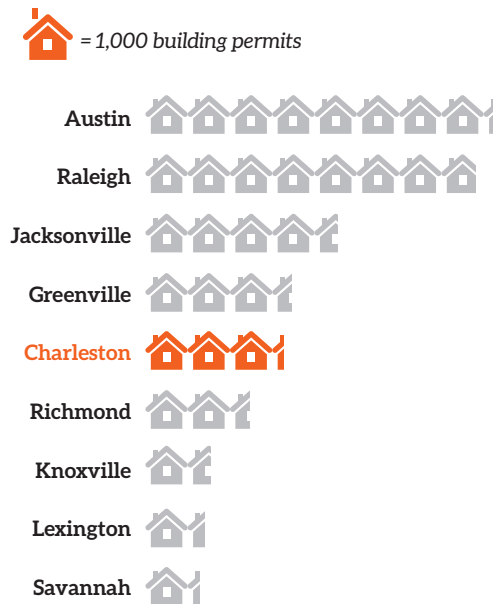 = 1,000 building permits
Austin
Raleigh
Jacksonville
Greenville
Charleston
Richmond
Knoxville
Lexington
Savannah